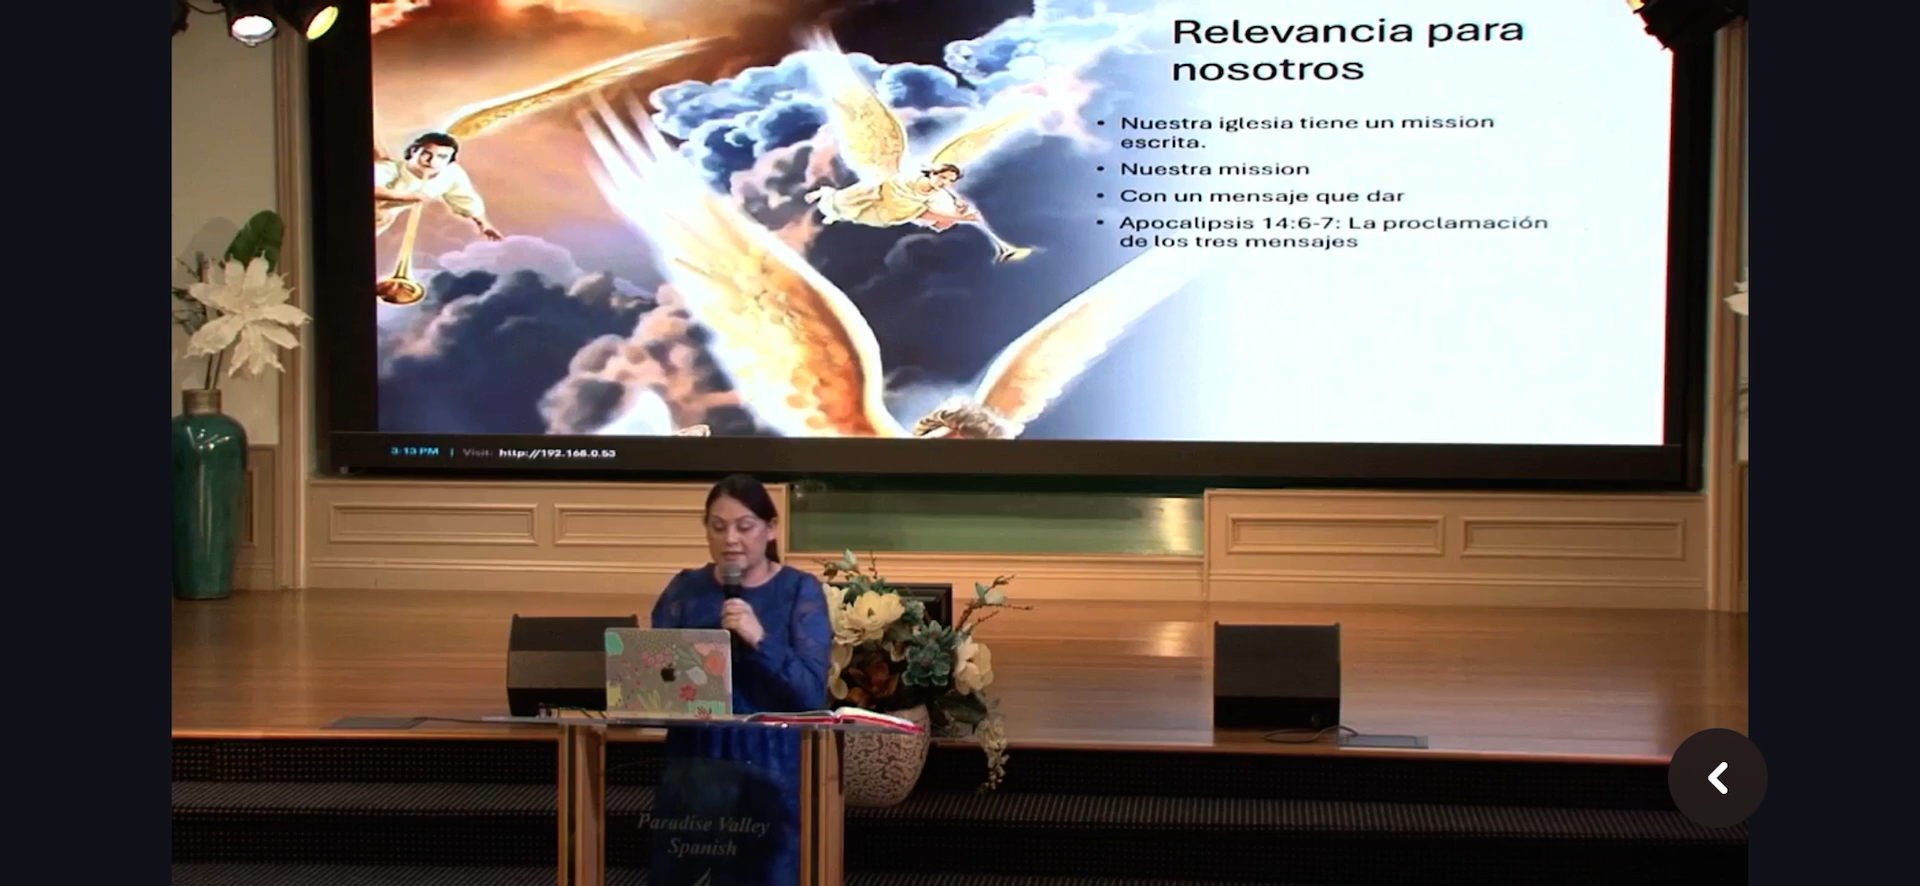 Relevancia para
nosotros
• Nuestra iglesia tiene un mission
escrita.
• Nuestra mission
• Con un mensaje que dar
• Apocalipsis 14:6-7: La proclamación
de los tres mensajes
3:13 PM | Visit: http://192.168.0.53
Paradise Valley
Spanish